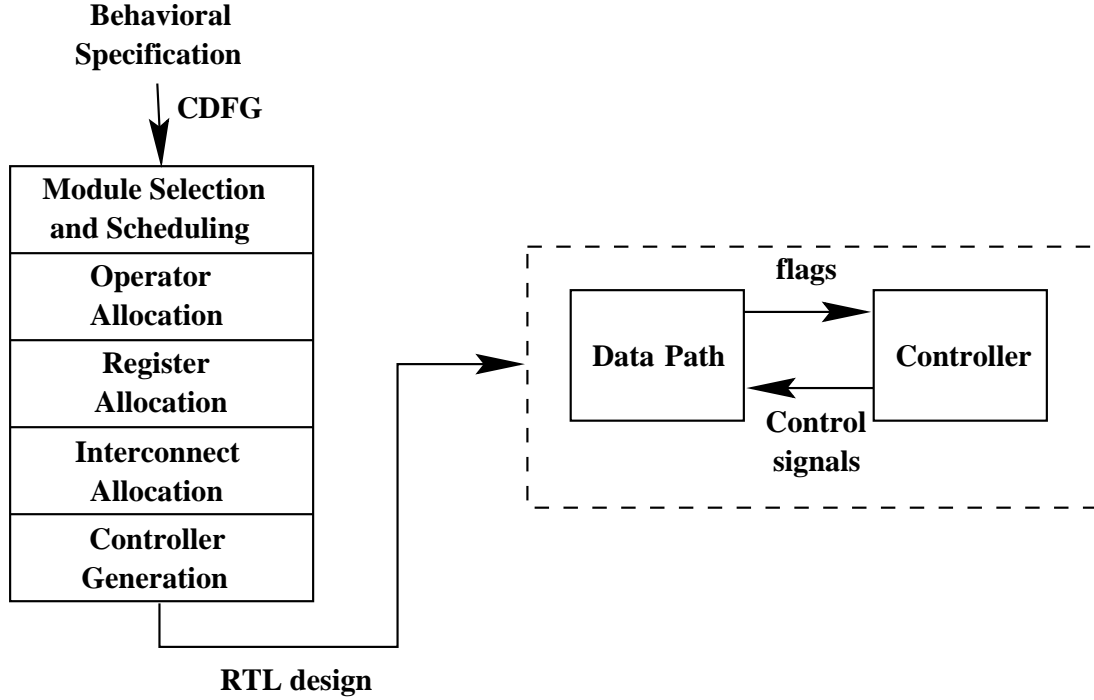 Behavioral
Specification
CDFG
Module Selection
and Scheduling
Operator
Allocation
Register
Allocation
Interconnect
Allocation
Controller
Generation
RTL design
flags
Data Path
Controller
Control
signals